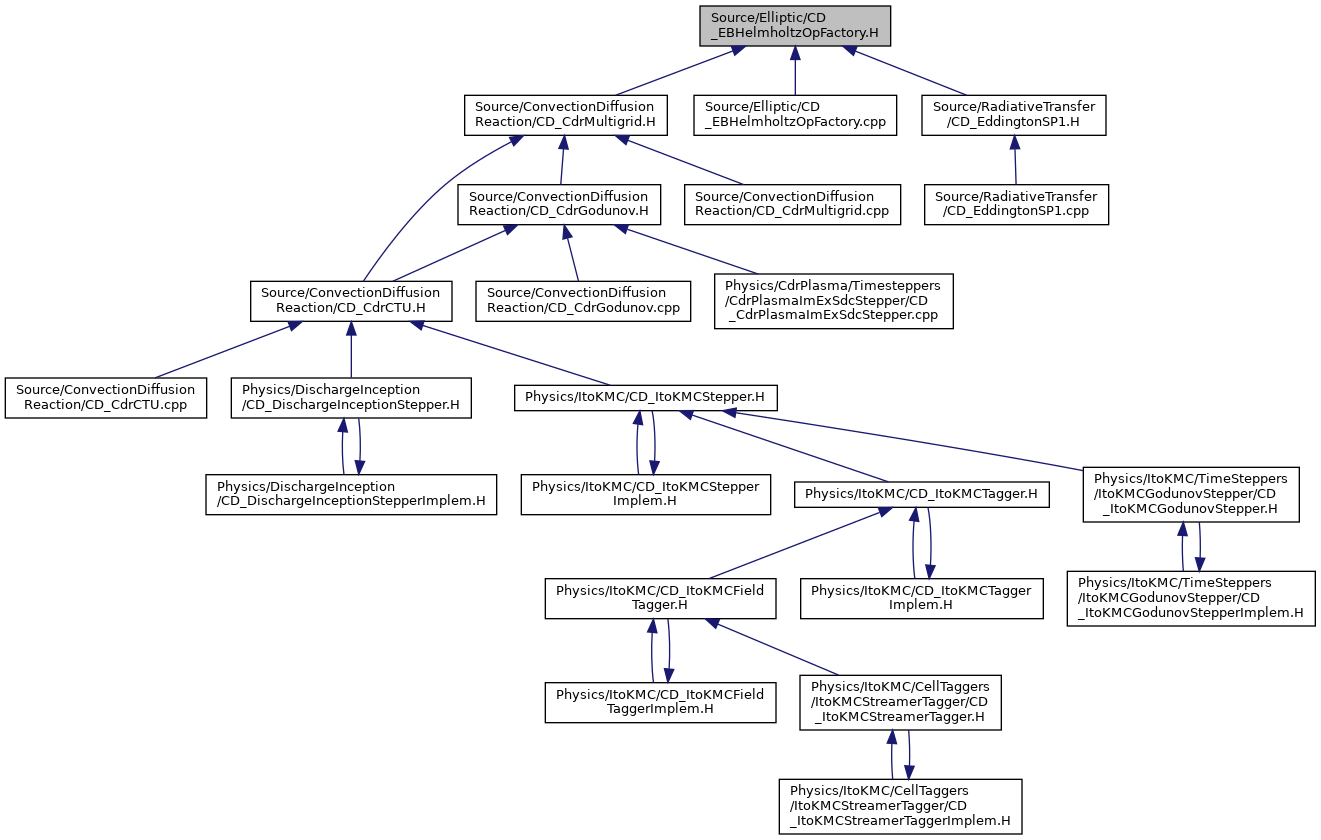 Source/Elliptic/CD
_EBHelmholtzOpFactory.H
Source/ConvectionDiffusion
Reaction/CD_CdrMultigrid.H
Source/Elliptic/CD
_EBHelmholtzOpFactory.cpp
Source/RadiativeTransfer
/CD_EddingtonSP1.H
Source/ConvectionDiffusion
Reaction/CD_CdrGodunov.H
Source/ConvectionDiffusion
Reaction/CD_CdrMultigrid.cpp
Source/RadiativeTransfer
/CD_EddingtonSP1.cpp
Source/ConvectionDiffusion
Reaction/CD_CdrCTU.H
Source/ConvectionDiffusion
Reaction/CD_CdrGodunov.cpp
Physics/CdrPlasma/Timesteppers
/CdrPlasmaImExSdcStepper/CD
_CdrPlasmaImExSdcStepper.cpp
Source/ConvectionDiffusion
Reaction/CD_CdrCTU.cpp
Physics/DischargeInception
/CD_DischargeInceptionStepper.H
Physics/ItoKMC/CD_ItoKMCStepper.H
Physics/DischargeInception
/CD_DischargeInceptionStepperImplem.H
Physics/ItoKMC/CD_ItoKMCStepper
Implem.H
Physics/ItoKMC/CD_ItoKMCTagger.H
Physics/ItoKMC/TimeSteppers
/ItoKMCGodunovStepper/CD
_ItoKMCGodunovStepper.H
Physics/ItoKMC/CD_ItoKMCField
Tagger.H
Physics/ItoKMC/CD_ItoKMCTagger
Implem.H
Physics/ItoKMC/TimeSteppers
/ItoKMCGodunovStepper/CD
_ItoKMCGodunovStepperImplem.H
Physics/ItoKMC/CD_ItoKMCField
TaggerImplem.H
Physics/ItoKMC/CellTaggers
/ItoKMCStreamerTagger/CD
_ItoKMCStreamerTagger.H
Physics/ItoKMC/CellTaggers
/ItoKMCStreamerTagger/CD
_ItoKMCStreamerTaggerImplem.H